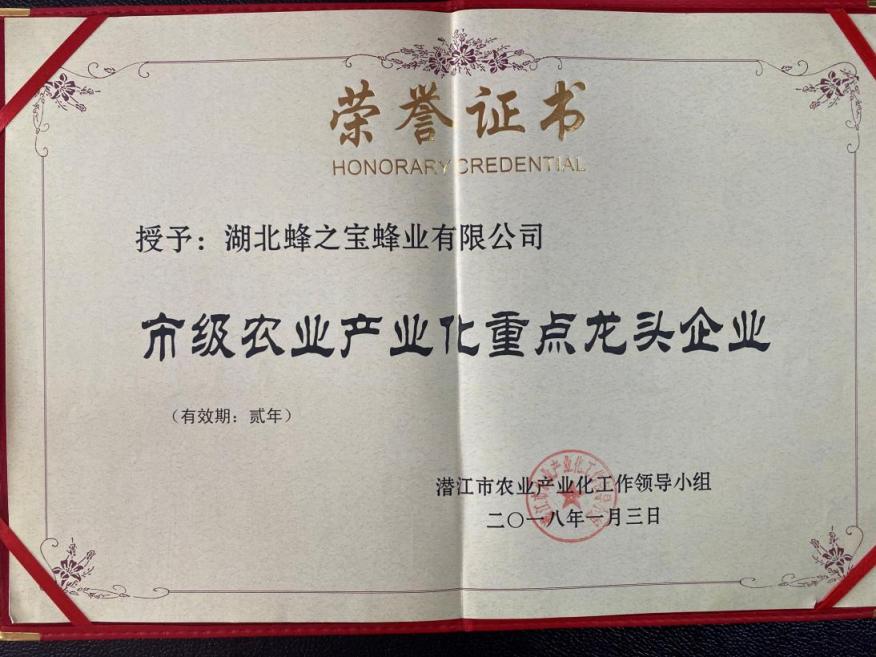 荣誉证书
HONORARY CREDENTIAL
授予：湖北蜂之宝蜂业有限公司
市级农业产业化重点龙头企业
（有效期：贰年）
潜江市农业产业化工作领导小组
二〇一八年一月三日